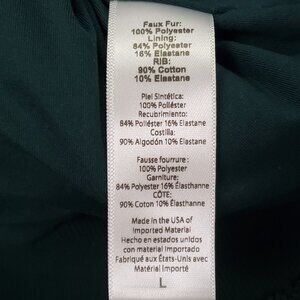 Faux Fur:
100% Polyester
Lining:
84% Polyester
16% Elastane
RIB:
90% Cotton
10% Elastane
Piel Sintética:
100% Poliéster
Recubrimiento:
84% Poliéster 16% Elastane
Costilla:
90% Algodón 10% Elastane
Fausse fourrure:
100% Polyester
Garniture:
84% Polyester 16% Élasthanne
CÔTE:
90% Coton 10% Élasthanne
Made in the USA of
Imported Material
Hecho en estados unidos
con material importado
Fabriqué aux États-Unis avec
Matérial Importé
L